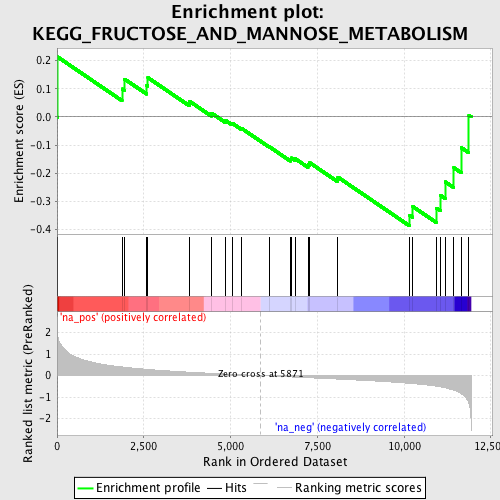 Enrichment plot:
KEGG_FRUCTOSE_AND_MANNOSE_METABOLISM
Enrichment score (ES)
0.2
0.1
0.0
-0.1
-0.2
-0.3
-0.4
'na_pos' (positively correlated)
Ranked list metric (PreRanked)
2
1
0
-1
-2
Zero cross at 5871
'na_neg' (negatively correlated)
0
2,500
5,000
7,500
10,000
12,500
Rank in Ordered Dataset
Enrichment profile
Hits
Ranking metric scores